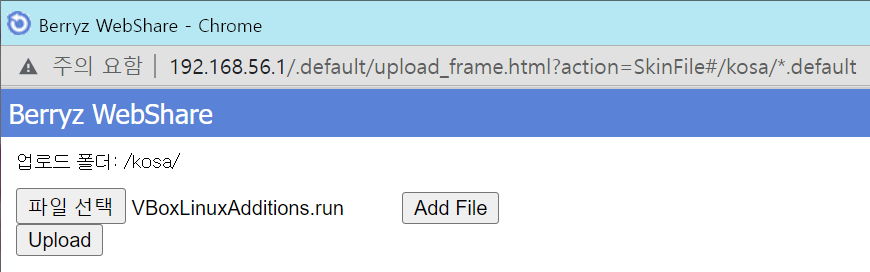 Berryz WebShare - Chrome
주의 요함 | 192.168.56.1/.default/upload_frame.html?action=SkinFile#/kosa/*.default
Berryz WebShare
업로드 폴더: /kosa/
파일 선택 VBoxLinuxAdditions.run Add File
Upload